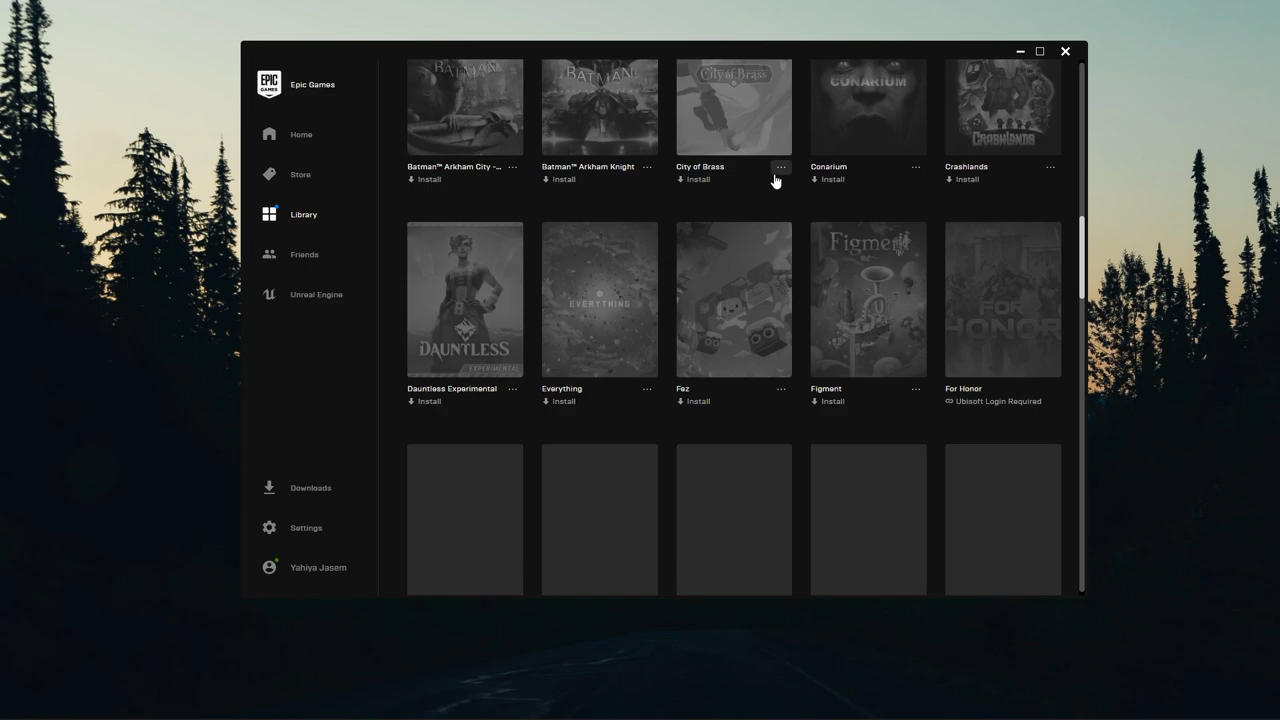 EPIC
GAMES
Epic Games
Home
Store
Library
Friends
Unreal Engine
Downloads
Settings
Yahiya Jasem
BATMAN
BATMAN
City of Brass
CONARIUM
CRASHLANDS
Batman™ Arkham City -... ...
Batman™ Arkham Knight ...
City of Brass ...
Conarium ...
Crashlands ...
Install
Install
Install
Install
Install
DAUNTLESS
EXPERIMENTAL
EVERYTHING
Figment
FOR
HONOR
Dauntless Experimental ...
Everything ...
Fez ...
Figment ...
For Honor
Install
Install
Install
Install
Ubisoft Login Required